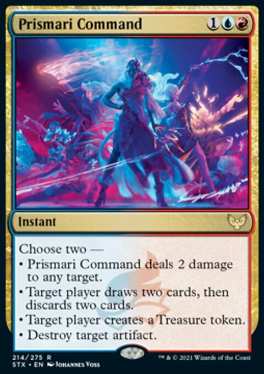 Prismari Command
1
Instant
Choose two —
• Prismari Command deals 2 damage
to any target.
• Target player draws two cards, then
discards two cards.
• Target player creates a Treasure token.
• Destroy target artifact.
214/275 R
STX • EN Johannes Voss
™ & © 2021 Wizards of the Coast